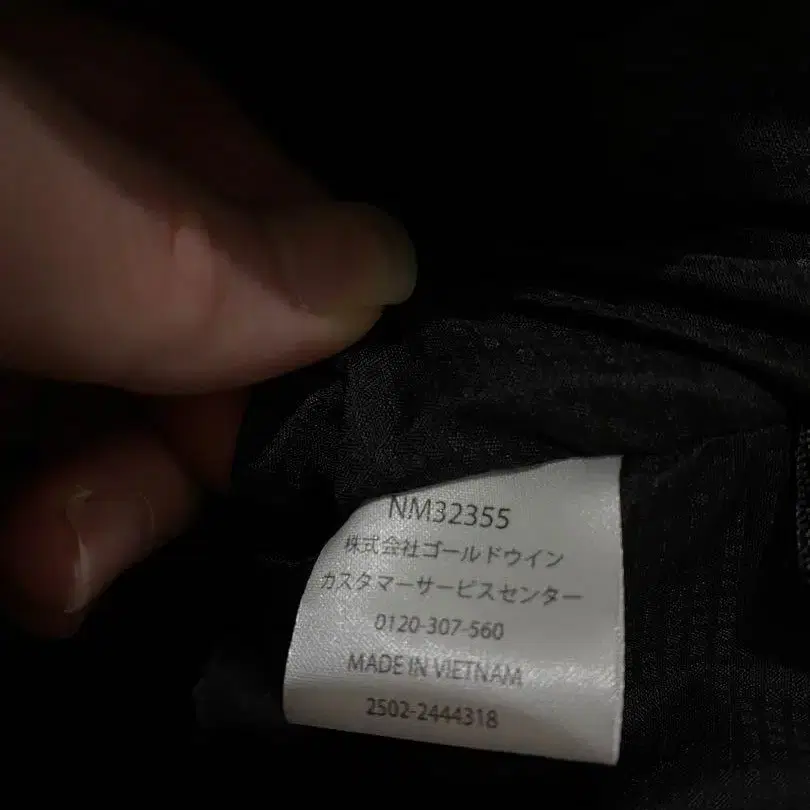 NM32355
株式会社ゴールドウイン
カスタマーサービスセンター
0120-307-560
MADE IN VIETNAM
2502-2444318